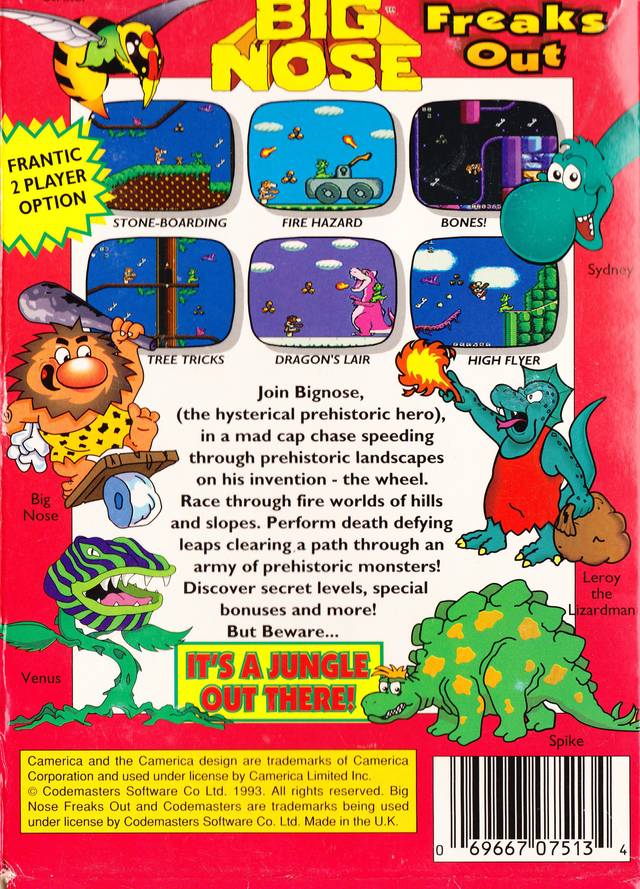 BIG
NOSE
™
Freaks
Out
FRANTIC
2 PLAYER
OPTION
STONE-BOARDING
FIRE HAZARD
BONES!
Sydney
TREE TRICKS
DRAGON'S LAIR
HIGH FLYER
Join Bignose,
(the hysterical prehistoric hero),
in a mad cap chase speeding
through prehistoric landscapes
on his invention - the wheel.
Race through fire worlds of hills
and slopes. Perform death defying
leaps clearing a path through an
army of prehistoric monsters!
Discover secret levels, special
bonuses and more!
But Beware...
Big
Nose
Leroy
the
Lizardman
Venus
IT'S A JUNGLE
OUT THERE!
Spike
Camerica and the Camerica design are trademarks of Camerica
Corporation and used under license by Camerica Limited Inc.
© Codemasters Software Co Ltd. 1993. All rights reserved. Big
Nose Freaks Out and Codemasters are trademarks being used
under license by Codemasters Software Co. Ltd. Made in the U.K.
0 69667 07513 4